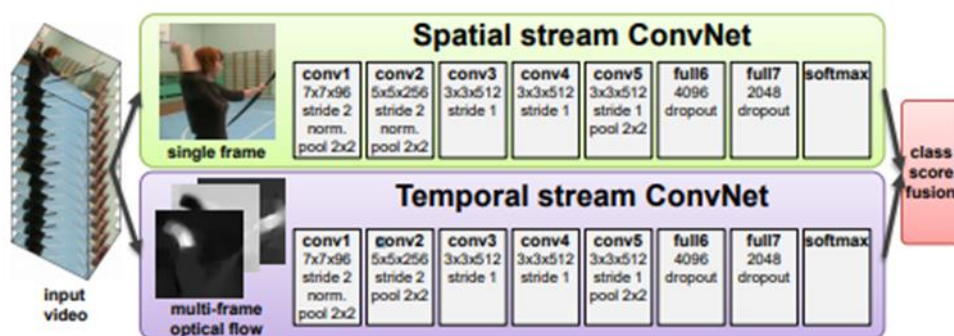 Spatial stream ConvNet
conv1
7x7x96
stride 2
norm.
pool 2x2
conv2
5x5x256
stride 2
norm.
pool 2x2
conv3
3x3x512
stride 1
conv4
3x3x512
stride 1
conv5
3x3x512
stride 1
pool 2x2
full6
4096
dropout
full7
2048
dropout
softmax
single frame
Temporal stream ConvNet
conv1
7x7x96
stride 2
norm.
pool 2x2
conv2
5x5x256
stride 2
pool 2x2
conv3
3x3x512
stride 1
conv4
3x3x512
stride 1
conv5
3x3x512
stride 1
pool 2x2
full6
4096
dropout
full7
2048
dropout
softmax
multi-frame
optical flow
input
video
class
score
fusion